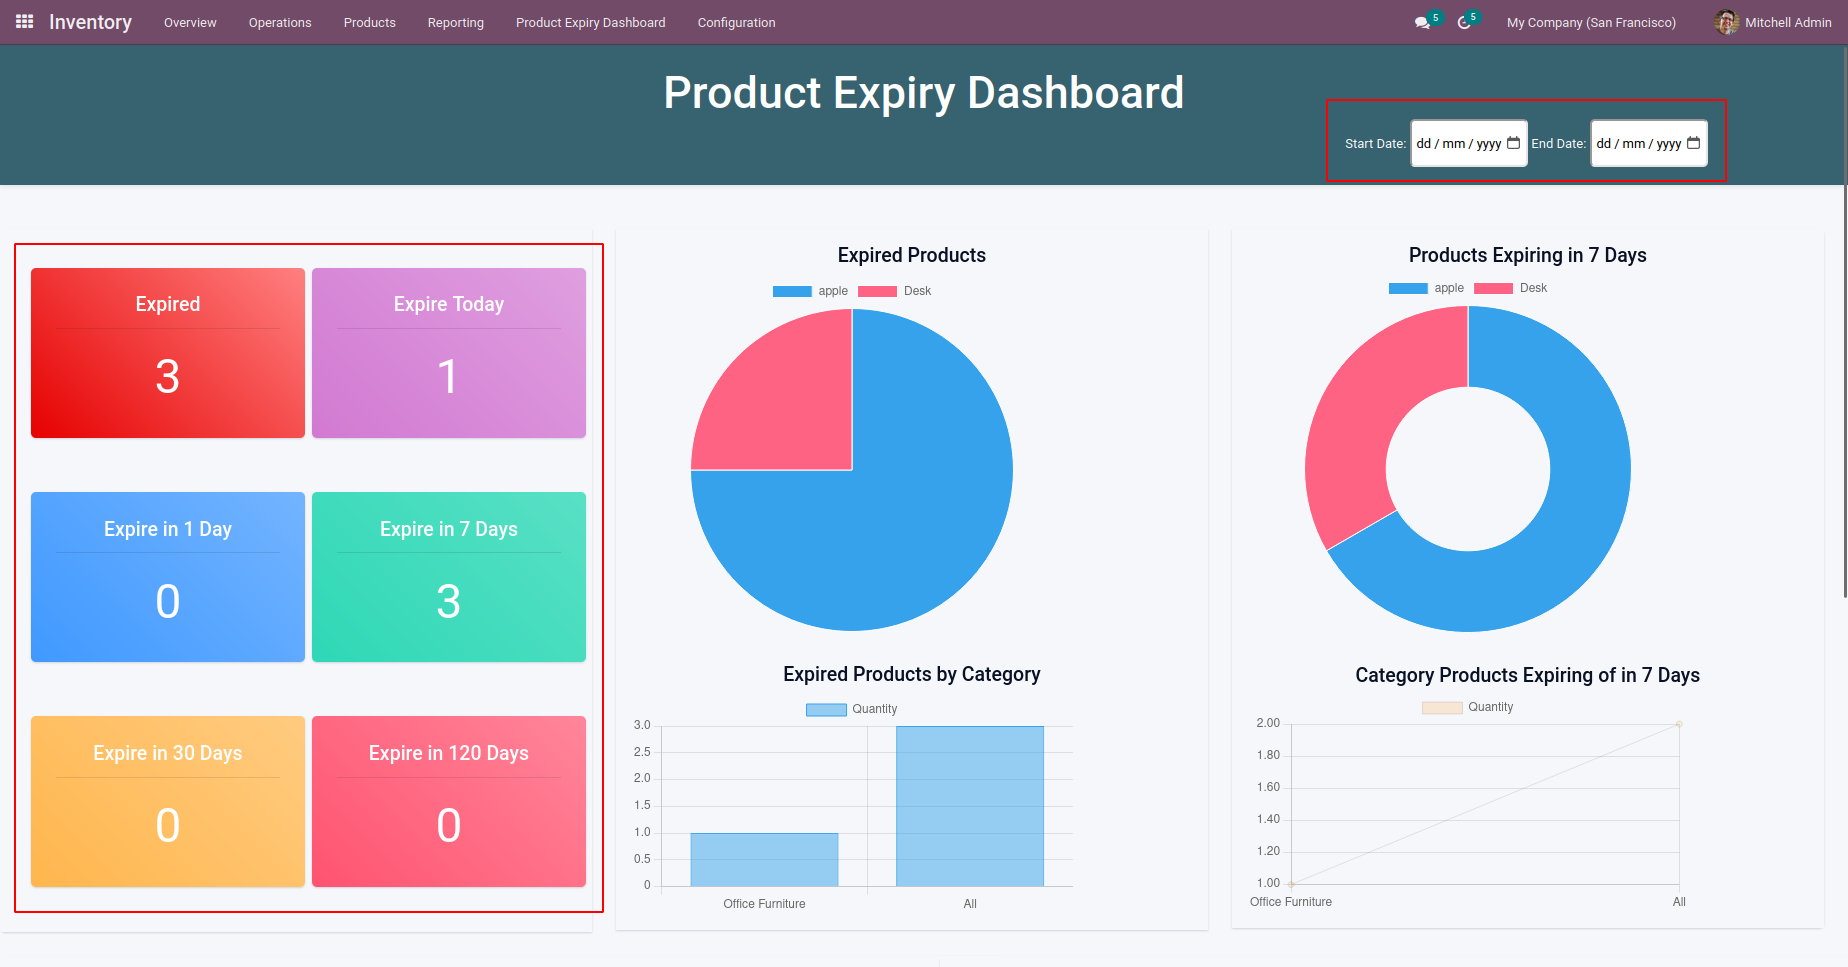 Inventory Overview Operations Products Reporting Product Expiry Dashboard Configuration 5 5 My Company (San Francisco) Mitchell Admin
Product Expiry Dashboard
Start Date: dd / mm / yyyy End Date: dd / mm / yyyy
Expired
3
Expire Today
1
Expire in 1 Day
0
Expire in 7 Days
3
Expire in 30 Days
0
Expire in 120 Days
0
Expired Products
apple Desk
Expired Products by Category
Quantity
3.0
2.5
2.0
1.5
1.0
0.5
0
Office Furniture All
Products Expiring in 7 Days
apple Desk
Category Products Expiring of in 7 Days
Quantity
2.00
1.80
1.60
1.40
1.20
1.00
Office Furniture All